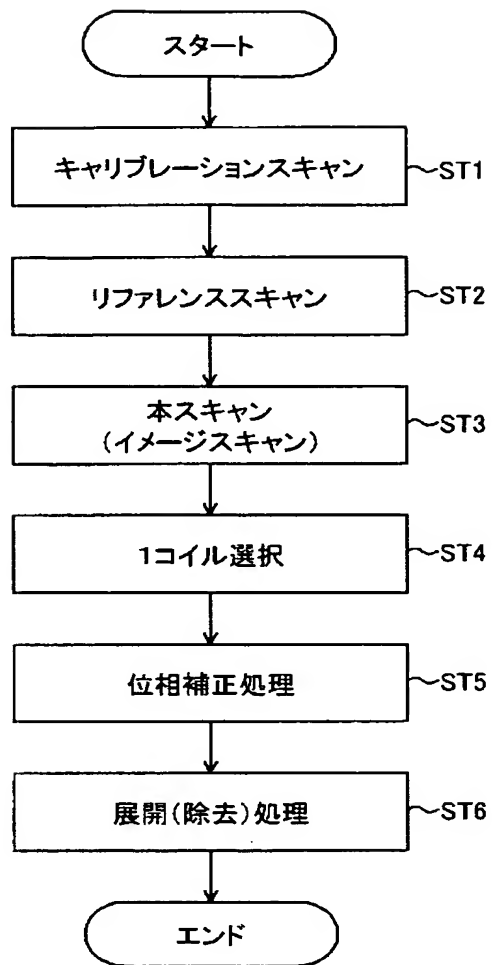 スタート
キャリブレーションスキャン
ST1
リファレンススキャン
ST2
本スキャン
(イメージスキャン)
ST3
1コイル選択
ST4
位相補正処理
ST5
展開(除去)処理
ST6
エンド